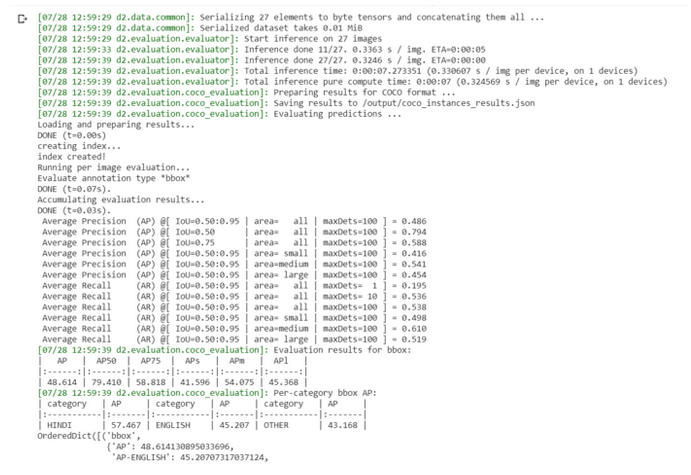 [07/28 12:59:29 d2.data.common]: Serializing 27 elements to byte tensors and concatenating them all ...
[07/28 12:59:29 d2.data.common]: Serialized dataset takes 0.01 MiB
[07/28 12:59:29 d2.evaluation.evaluator]: Start inference on 27 images
[07/28 12:59:33 d2.evaluation.evaluator]: Inference done 11/27. 0.3363 s / img. ETA=0:00:05
[07/28 12:59:39 d2.evaluation.evaluator]: Inference done 27/27. 0.3246 s / img. ETA=0:00:00
[07/28 12:59:39 d2.evaluation.evaluator]: Total inference time: 0:00:07.273351 (0.330607 s / img per device, on 1 devices)
[07/28 12:59:39 d2.evaluation.evaluator]: Total inference pure compute time: 0:00:07 (0.324569 s / img per device, on 1 devices)
[07/28 12:59:39 d2.evaluation.coco_evaluation]: Preparing results for COCO format ...
[07/28 12:59:39 d2.evaluation.coco_evaluation]: Saving results to /output/coco_instances_results.json
[07/28 12:59:39 d2.evaluation.coco_evaluation]: Evaluating predictions ...
Loading and preparing results...
DONE (t=0.00s)
creating index...
index created!
Running per image evaluation...
Evaluate annotation type *bbox*
DONE (t=0.07s).
Accumulating evaluation results...
DONE (t=0.03s).
Average Precision (AP) @[ IoU=0.50:0.95 | area= all | maxDets=100 ] = 0.486
Average Precision (AP) @[ IoU=0.50 | area= all | maxDets=100 ] = 0.794
Average Precision (AP) @[ IoU=0.75 | area= all | maxDets=100 ] = 0.588
Average Precision (AP) @[ IoU=0.50:0.95 | area= small | maxDets=100 ] = 0.416
Average Precision (AP) @[ IoU=0.50:0.95 | area=medium | maxDets=100 ] = 0.541
Average Precision (AP) @[ IoU=0.50:0.95 | area= large | maxDets=100 ] = 0.454
Average Recall (AR) @[ IoU=0.50:0.95 | area= all | maxDets= 1 ] = 0.195
Average Recall (AR) @[ IoU=0.50:0.95 | area= all | maxDets= 10 ] = 0.536
Average Recall (AR) @[ IoU=0.50:0.95 | area= all | maxDets=100 ] = 0.538
Average Recall (AR) @[ IoU=0.50:0.95 | area= small | maxDets=100 ] = 0.498
Average Recall (AR) @[ IoU=0.50:0.95 | area=medium | maxDets=100 ] = 0.610
Average Recall (AR) @[ IoU=0.50:0.95 | area= large | maxDets=100 ] = 0.519
[07/28 12:59:39 d2.evaluation.coco_evaluation]: Evaluation results for bbox:
| AP | AP50 | AP75 | APs | APm | APl |
|:------:|:------:|:------:|:------:|:------:|:------:|
| 48.614 | 79.410 | 58.818 | 41.596 | 54.075 | 45.368 |
[07/28 12:59:39 d2.evaluation.coco_evaluation]: Per-category bbox AP:
| category | AP | category | AP | category | AP |
|:-----------|:-------|:-----------|:-------|:-----------|:-------|
| HINDI | 57.467 | ENGLISH | 45.207 | OTHER | 43.168 |
OrderedDict([('bbox',
{'AP': 48.614130895033696,
'AP-ENGLISH': 45.20707317037124,